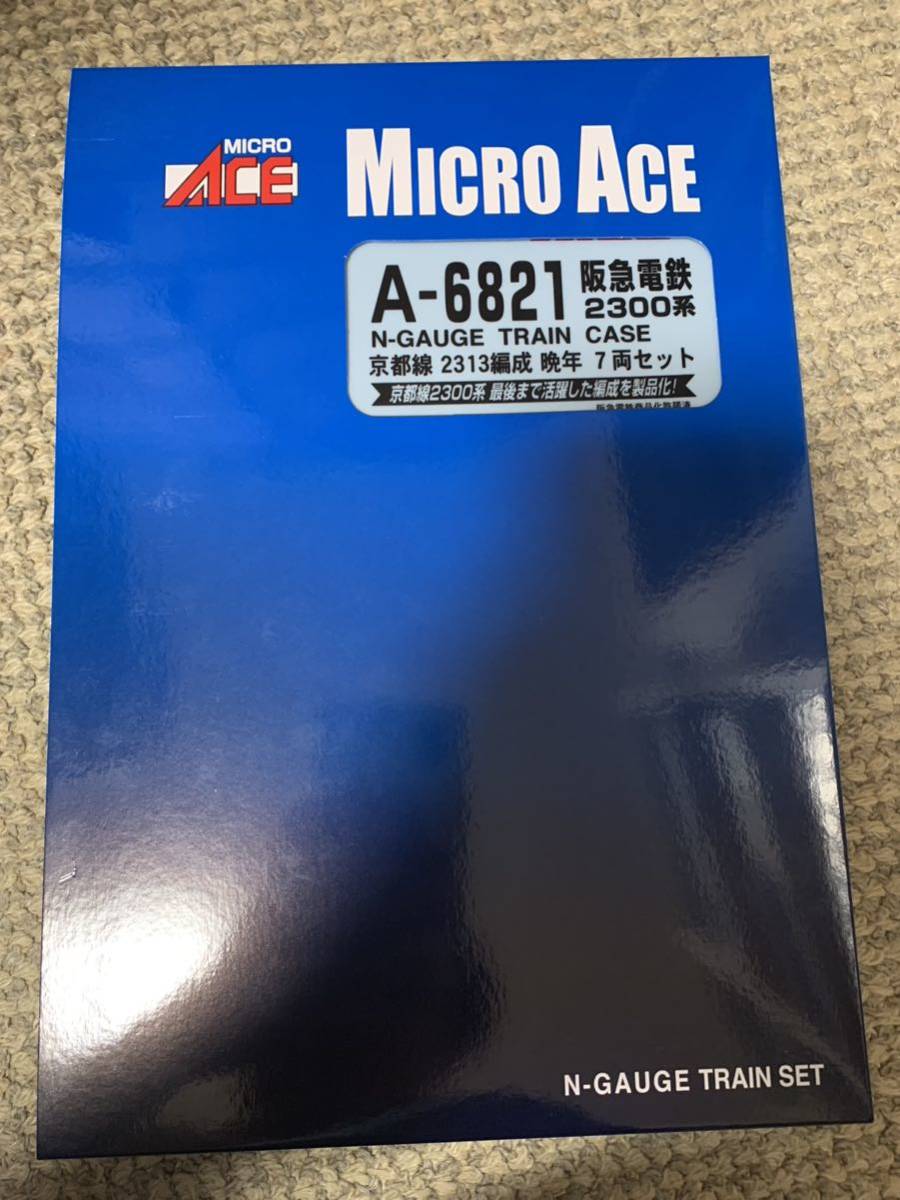 MICRO
ACE
MICRO ACE
A-6821 阪急電鉄
2300系
N-GAUGE TRAIN CASE
京都線 2313編成 晩年 7両セット
京都線2300系 最後まで活躍した編成を製品化!
N-GAUGE TRAIN SET